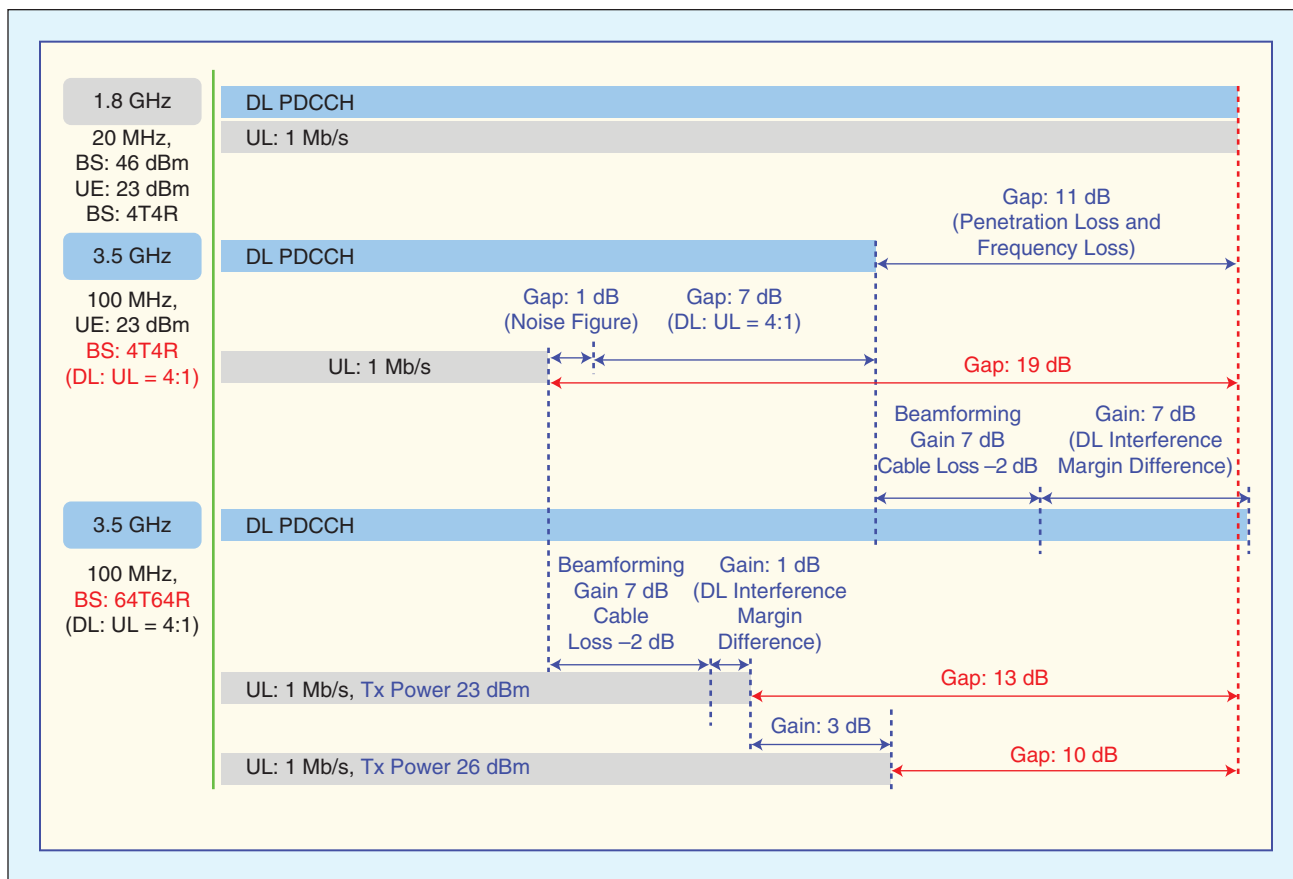 1.8 GHz
20 MHz,
BS: 46 dBm
UE: 23 dBm
BS: 4T4R
DL PDCCH
UL: 1 Mb/s
Gap: 11 dB
(Penetration Loss and
Frequency Loss)
3.5 GHz
100 MHz,
UE: 23 dBm
BS: 4T4R
(DL: UL = 4:1)
DL PDCCH
Gap: 1 dB
(Noise Figure)
Gap: 7 dB
(DL: UL = 4:1)
UL: 1 Mb/s
Gap: 19 dB
Beamforming
Gain 7 dB
Cable Loss –2 dB
Gain: 7 dB
(DL Interference
Margin Difference)
3.5 GHz
100 MHz,
BS: 64T64R
(DL: UL = 4:1)
DL PDCCH
Beamforming
Gain 7 dB
Cable
Loss –2 dB
Gain: 1 dB
(DL Interference
Margin
Difference)
UL: 1 Mb/s, Tx Power 23 dBm
Gap: 13 dB
Gain: 3 dB
UL: 1 Mb/s, Tx Power 26 dBm
Gap: 10 dB